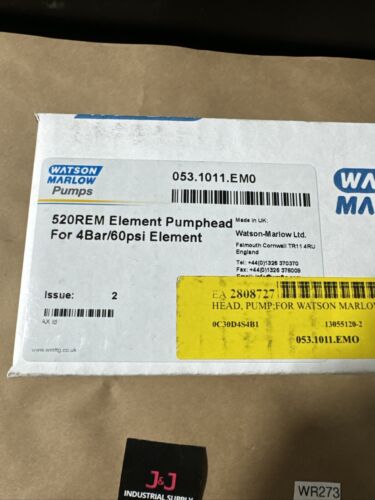 WATSON
MARLOW
Pumps
053.1011.EM0
520REM Element Pumphead
For 4Bar/60psi Element
Made in UK:
Watson-Marlow Ltd.
Falmouth Cornwall TR11 4RU
England
Tel: +44(0)1326 370370
Fax: +44(0)1326 376009
Issue: 2
www.wmftg.co.uk
WA
MARL
EA 2808727
HEAD, PUMP;FOR WATSON MARLOW
0C30D4S4B1 13055120-2
053.1011.EMO
J&J
INDUSTRIAL SUPPLY
WR273